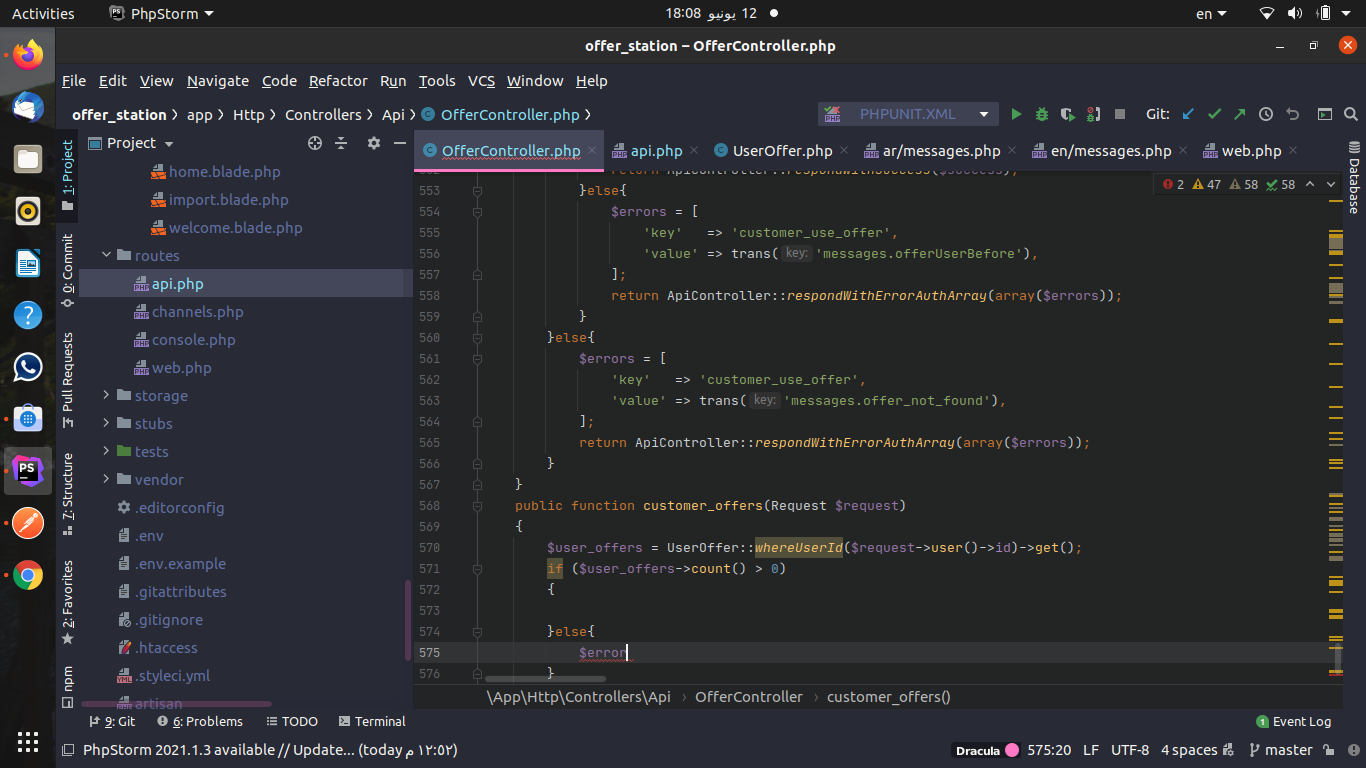 Activities PhpStorm 12 يونيو 18:08 en
offer_station – OfferController.php
File Edit View Navigate Code Refactor Run Tools VCS Window Help
offer_station app Http Controllers Api OfferController.php PHPUNIT.XML Git:
Project OfferController.php api.php UserOffer.php ar/messages.php en/messages.php web.php
1: Project
0: Commit
Pull Requests
7: Structure
2: Favorites
npm
Database
home.blade.php
import.blade.php
welcome.blade.php
routes
api.php
channels.php
console.php
web.php
storage
stubs
tests
vendor
.editorconfig
.env
.env.example
.gitattributes
.gitignore
.htaccess
.styleci.yml
artisan
2 47 58 58
552 return ApiController::respondWithSuccess($success);
553 }else{
554 $errors = [
555 'key' => 'customer_use_offer',
556 'value' => trans( key: 'messages.offerUserBefore'),
557 ];
558 return ApiController::respondWithErrorAuthArray(array($errors));
559 }
560 }else{
561 $errors = [
562 'key' => 'customer_use_offer',
563 'value' => trans( key: 'messages.offer_not_found'),
564 ];
565 return ApiController::respondWithErrorAuthArray(array($errors));
566 }
567 }
568 public function customer_offers(Request $request)
569 {
570 $user_offers = UserOffer::whereUserId($request->user()->id)->get();
571 if ($user_offers->count() > 0)
572 {
573
574 }else{
575 $error
576 }
\App\Http\Controllers\Api › OfferController › customer_offers()
9: Git 6: Problems TODO Terminal 1 Event Log
PhpStorm 2021.1.3 available // Update... (today ١٢:٥٢ م) Dracula 575:20 LF UTF-8 4 spaces master